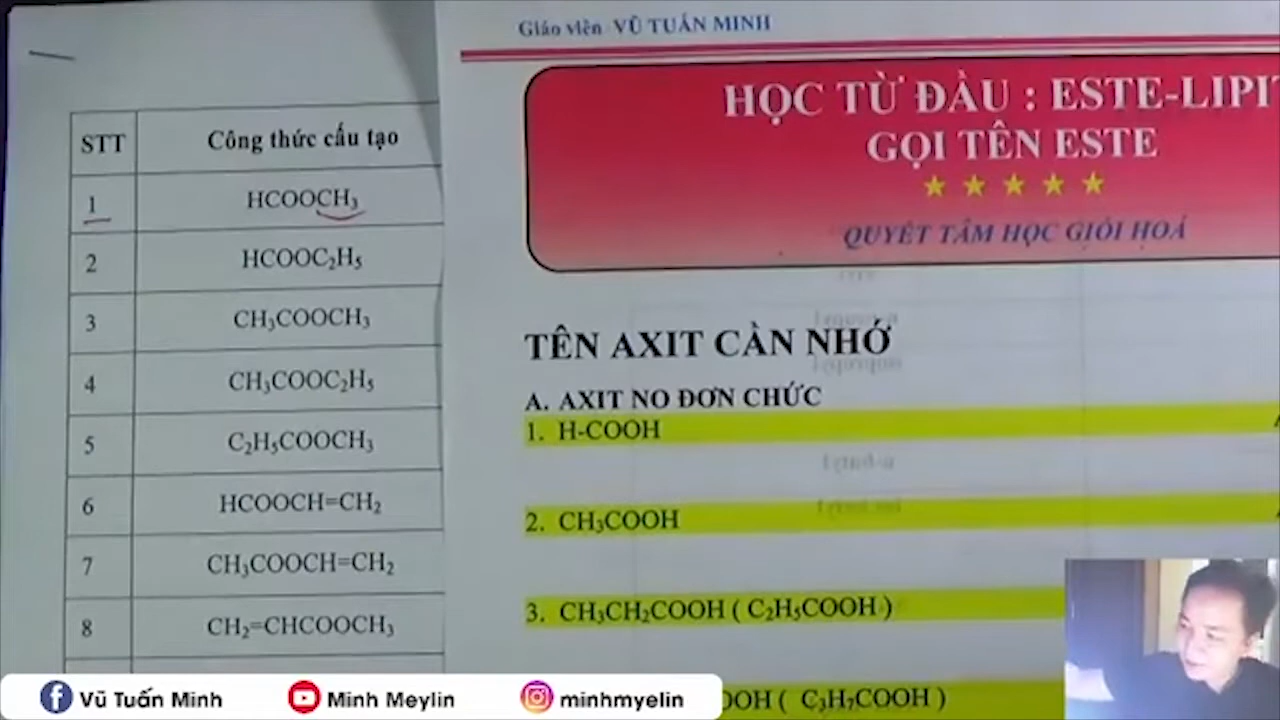 Giáo viên VŨ TUẤN MINH
HỌC TỪ ĐẦU : ESTE-LIPIT
GỌI TÊN ESTE
QUYẾT TÂM HỌC GIỎI HOÁ
STT Công thức cấu tạo
1 HCOOCH₃
2 HCOOC₂H₅
3 CH₃COOCH₃
4 CH₃COOC₂H₅
5 C₂H₅COOCH₃
6 HCOOCH=CH₂
7 CH₃COOCH=CH₂
8 CH₂=CHCOOCH₃
TÊN AXIT CẦN NHỚ
A. AXIT NO ĐƠN CHỨC
1. H-COOH
2. CH₃COOH
3. CH₃CH₂COOH ( C₂H₅COOH )
OOH ( C₃H₇COOH )
Vũ Tuấn Minh Minh Meylin minhmyelin